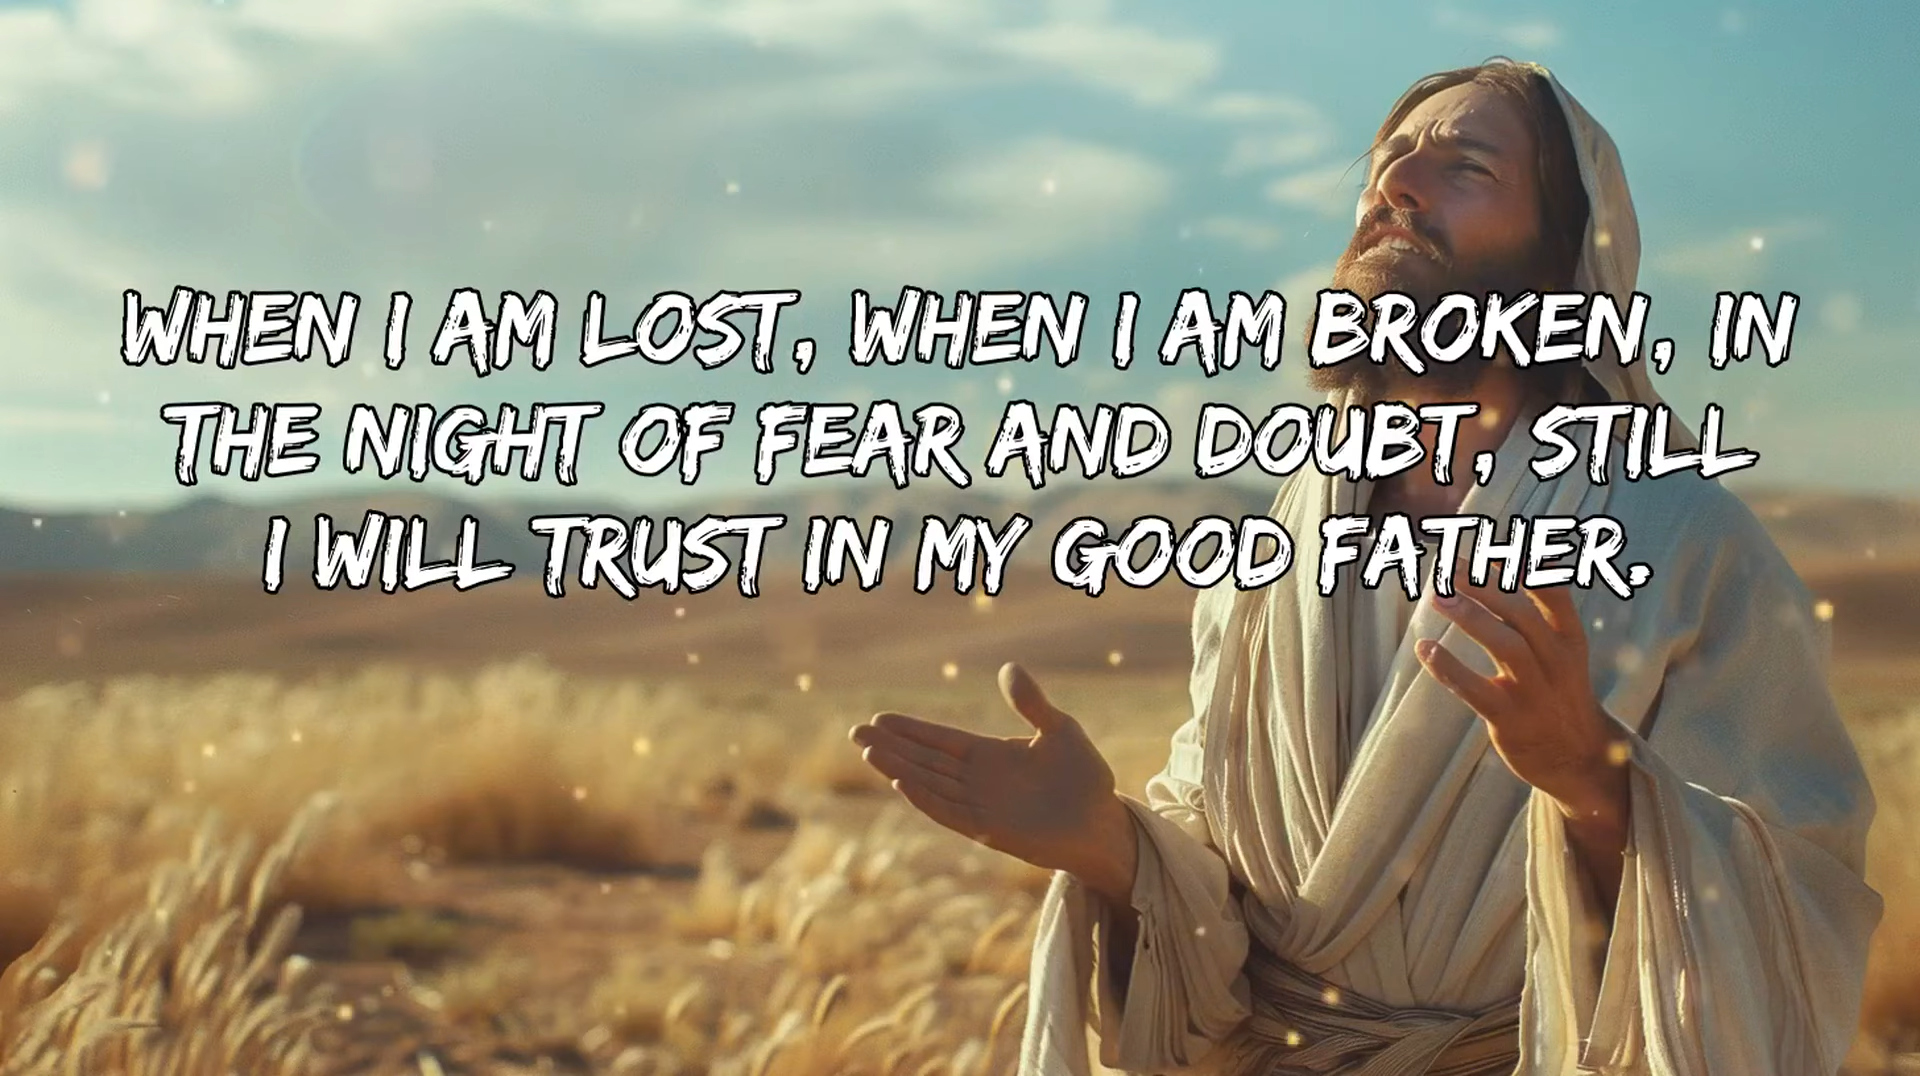 WHEN I AM LOST, WHEN I AM BROKEN, IN
THE NIGHT OF FEAR AND DOUBT, STILL
I WILL TRUST IN MY GOOD FATHER.